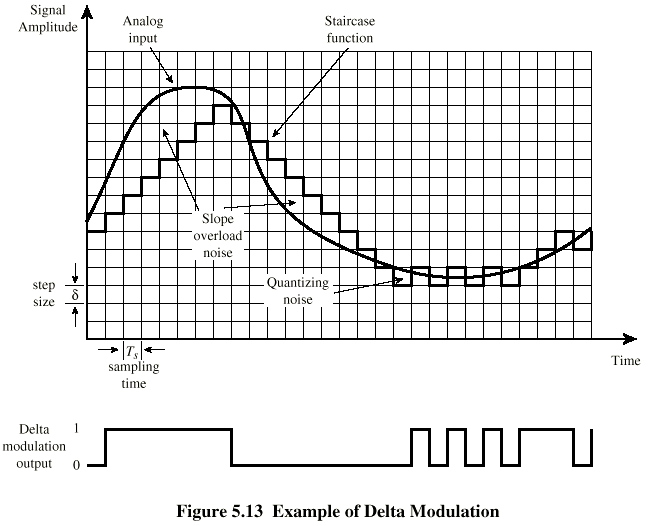 Signal
Amplitude
Analog
input
Staircase
function
Slope
overload
noise
Quantizing
noise
step
size
δ
Ts
sampling
time
Time
Delta
modulation
output
1
0
Figure 5.13 Example of Delta Modulation